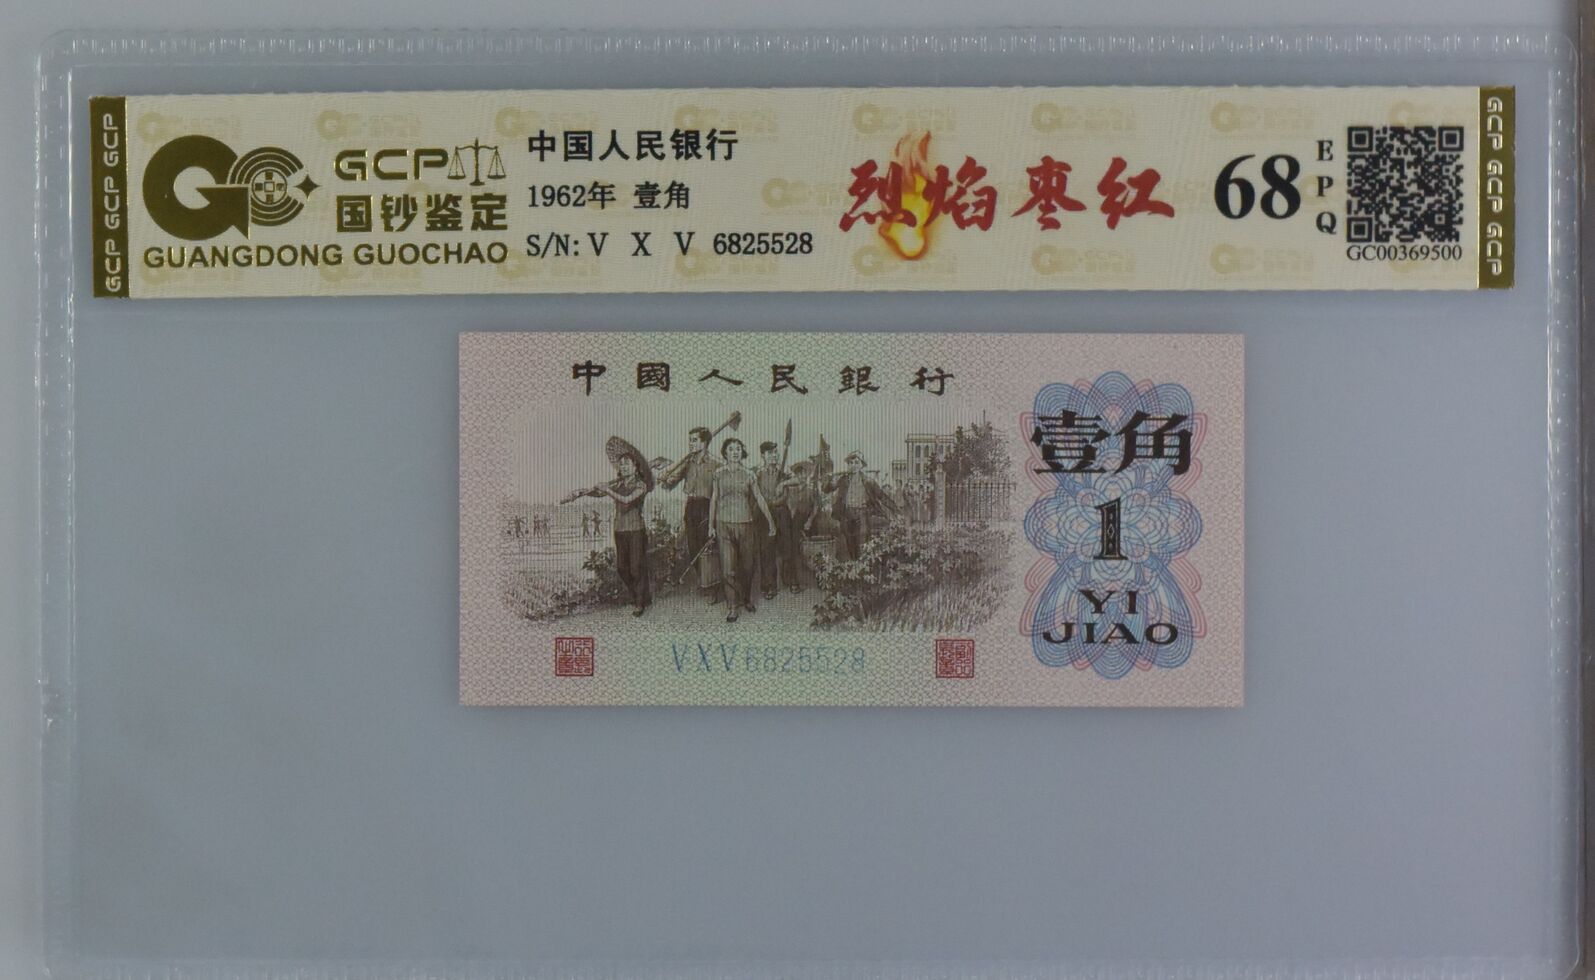 GCP GCP GCP
GCP
国钞鉴定
GUANGDONG GUOCHAO
中国人民银行
1962年 壹角
S/N: V X V 6825528
烈焰枣红
68
EPQ
GC00369500
GCP GCP GCP
中國人民銀行
壹角
1
YI
JIAO
VXV6825528